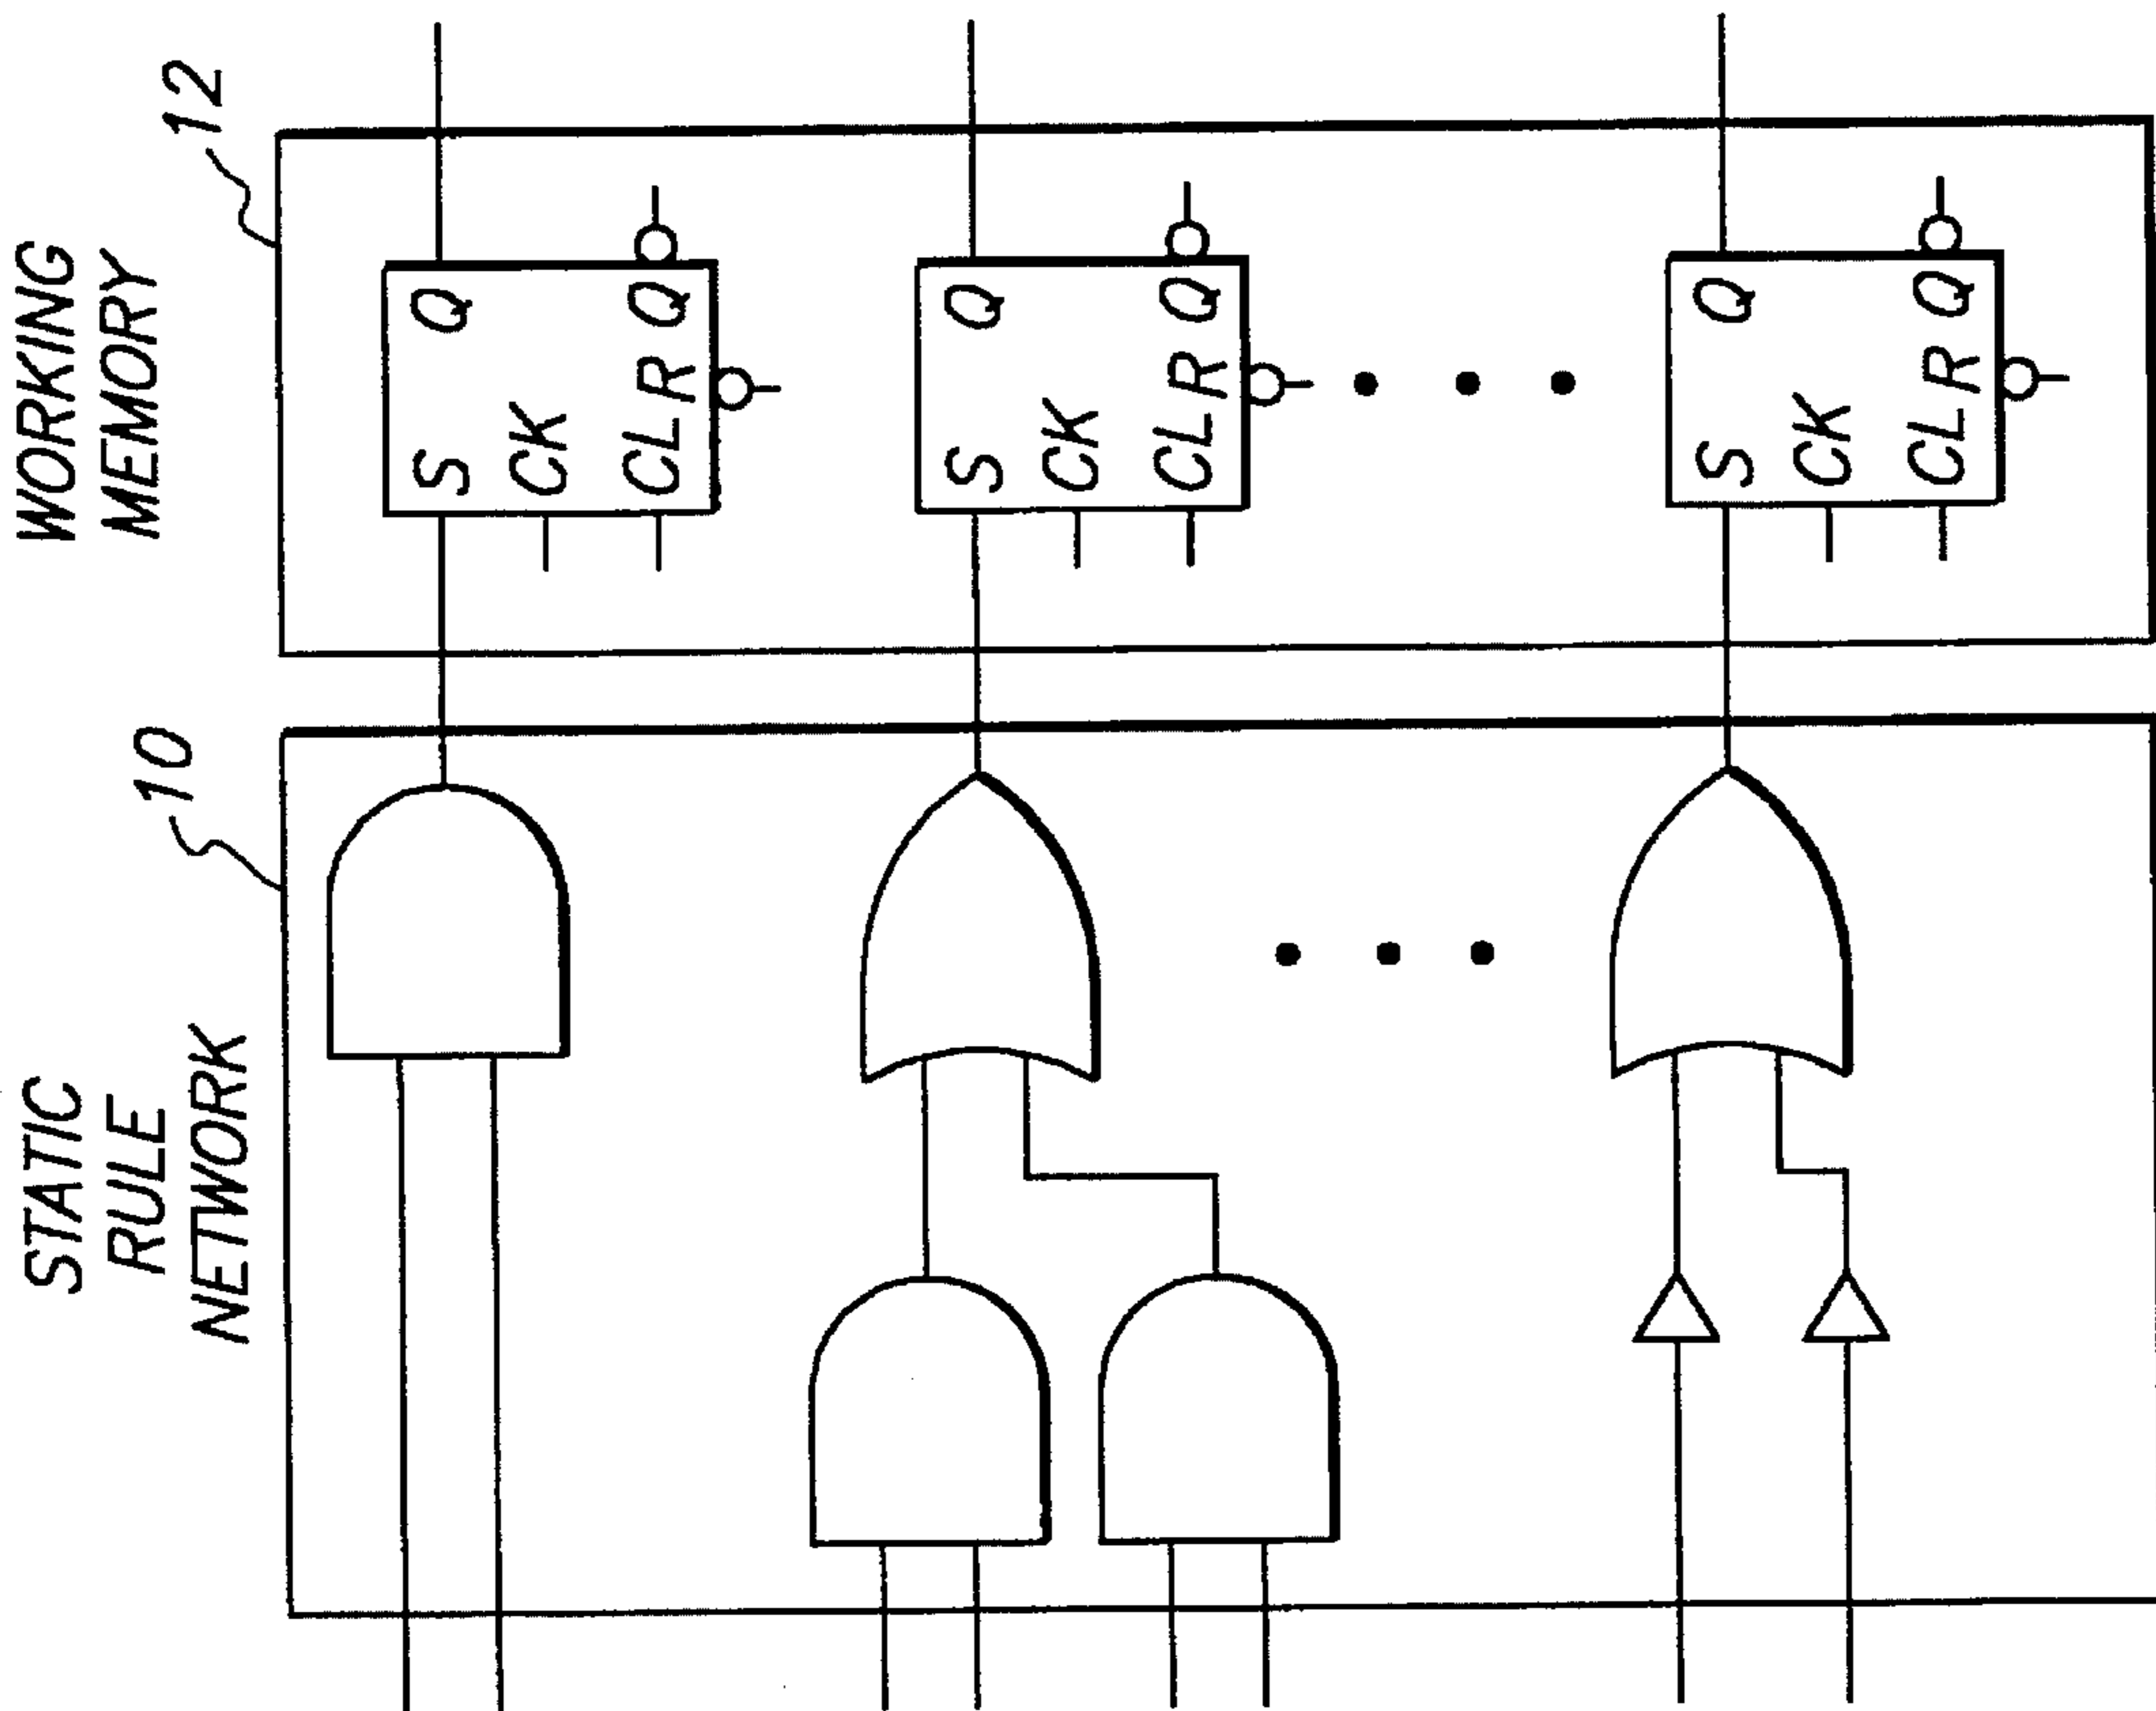 STATIC
RULE
NETWORK
10
WORKING
MEMORY
12
S Q
CK
CLR Q
S Q
CK
CLR Q
S Q
CK
CLR Q